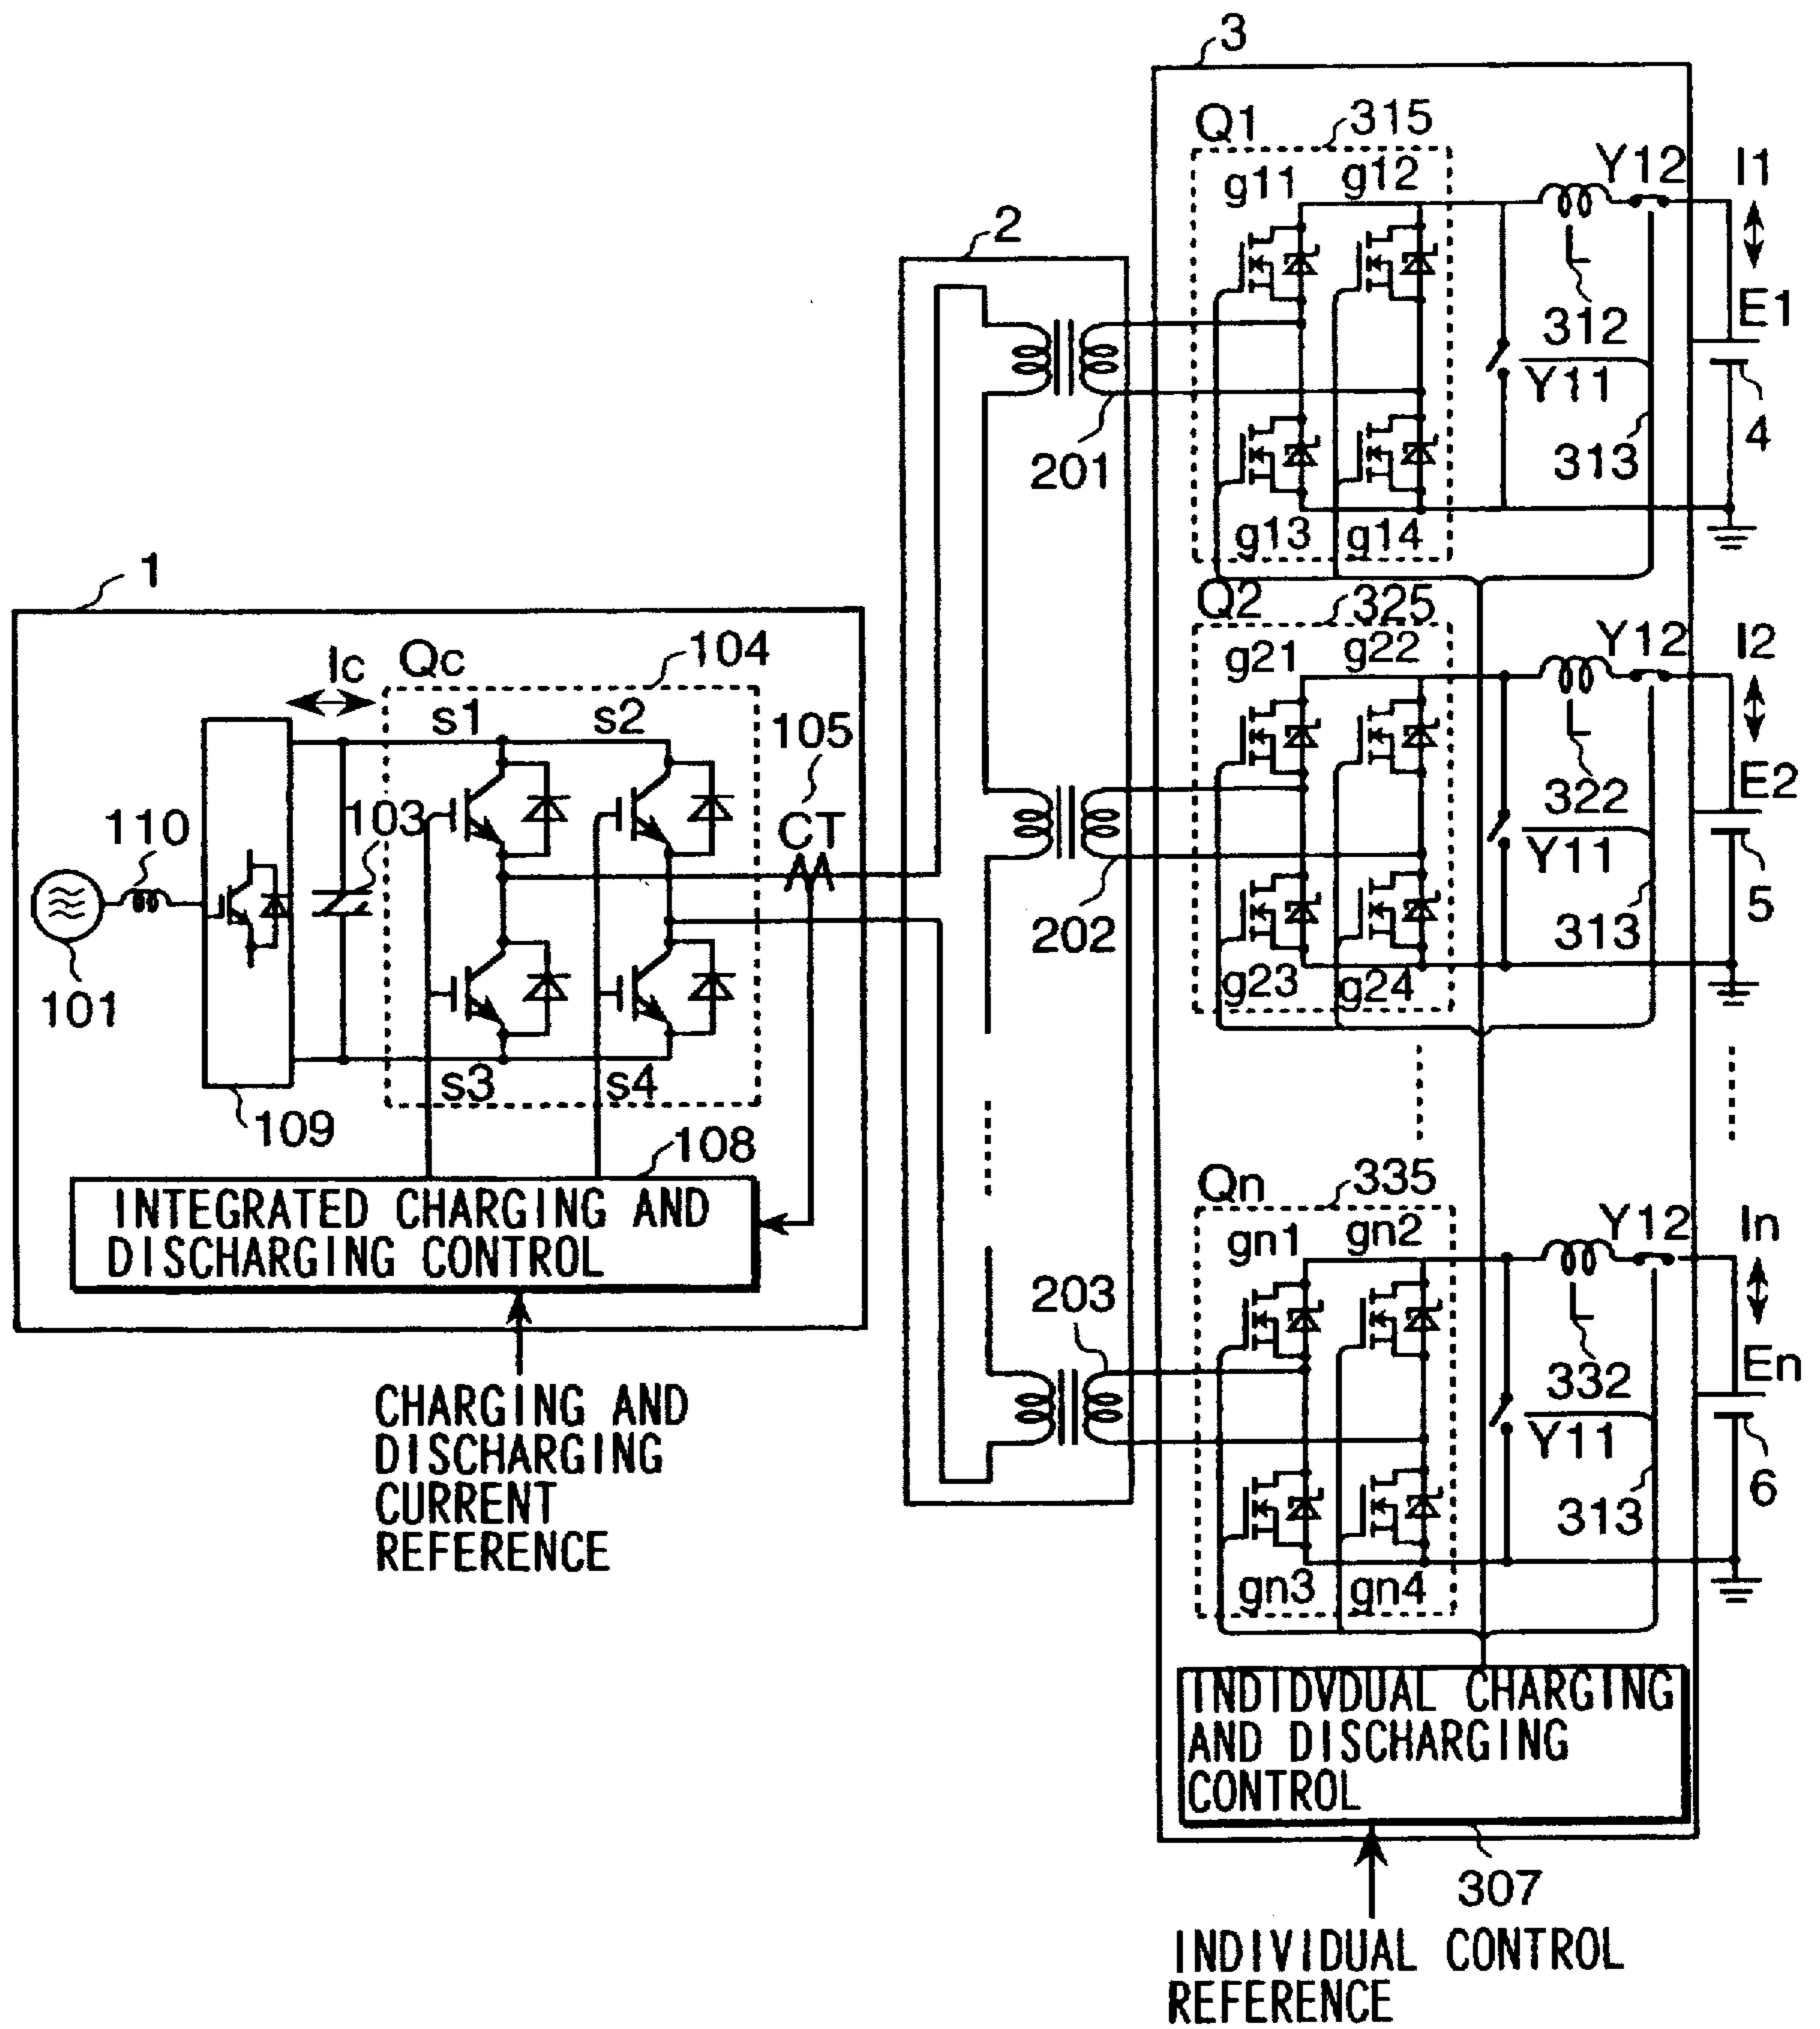 3
Q1
315
g11
g12
Y12
I1
2
E1
312
Y11
4
201
313
g13
g14
1
Q2
325
g21
g22
Y12
I2
Ic
Qc
104
s1
s2
105
E2
322
110
103
CT
Y11
5
202
313
101
g23
g24
s3
s4
109
108
Qn
335
INTEGRATED CHARGING AND
DISCHARGING CONTROL
gn1
gn2
Y12
In
203
En
332
CHARGING AND
DISCHARGING
CURRENT
REFERENCE
Y11
6
313
gn3
gn4
INDIDVDUAL CHARGING
AND DISCHARGING
CONTROL
307
INDIVIDUAL CONTROL
REFERENCE